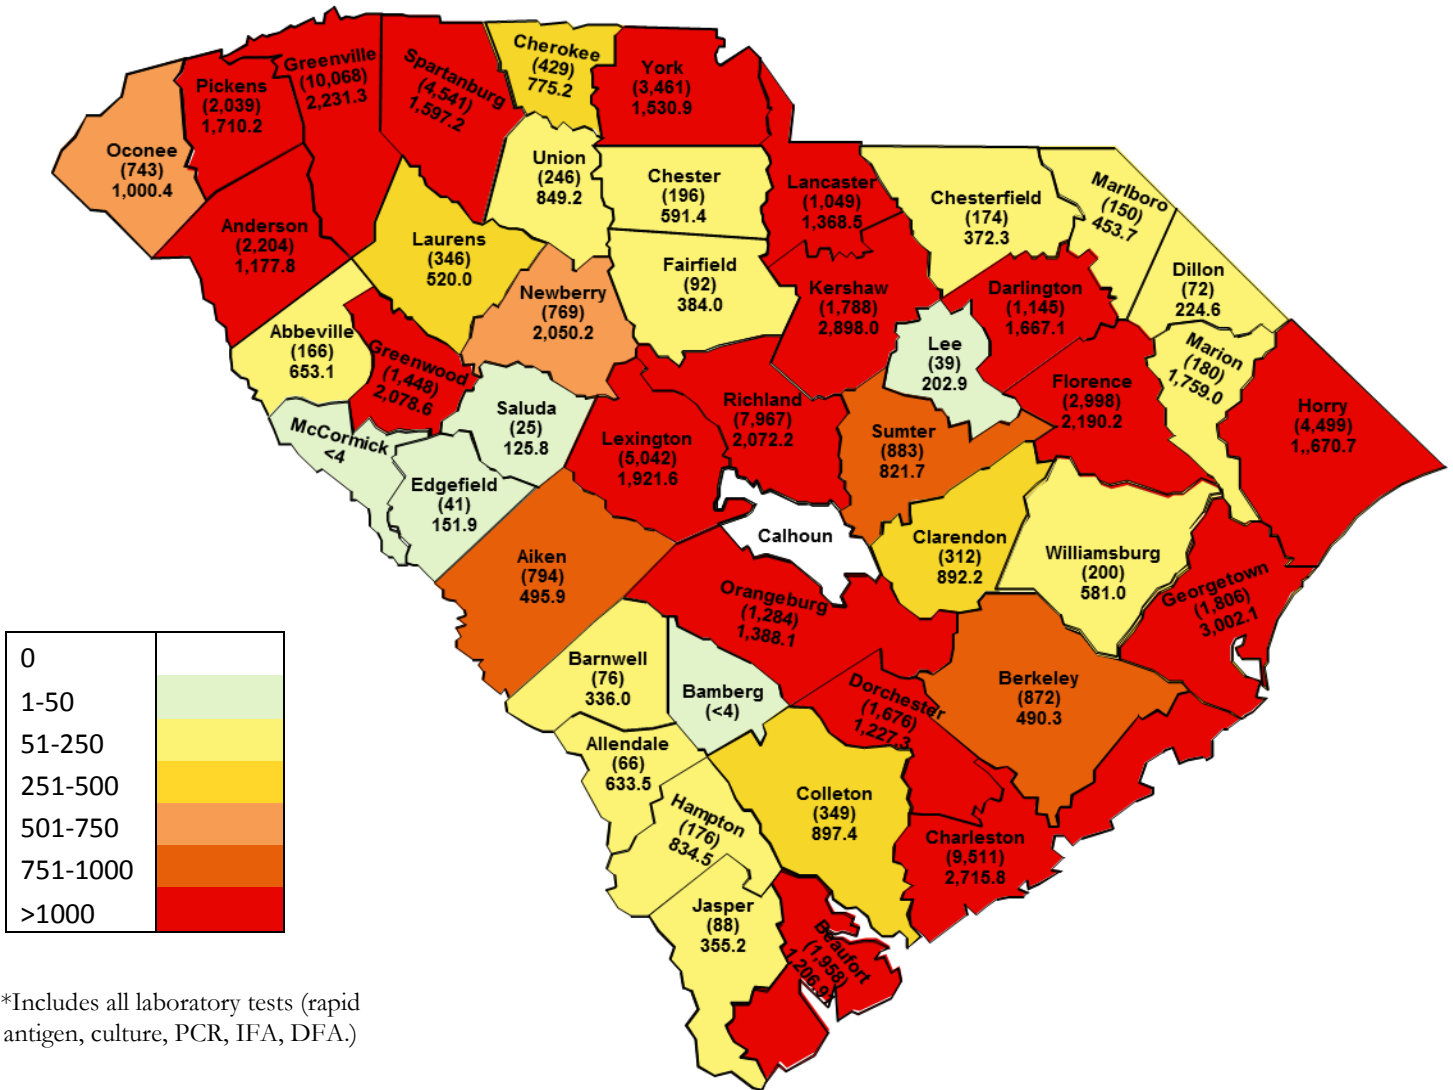 Cherokee
(429)
775.2
York
(3,461)
1,530.9
Greenville
(10,068)
2,231.3
Spartanburg
(4,541)
1,597.2
Pickens
(2,039)
1,710.2
Oconee
(743)
1,000.4
Union
(246)
849.2
Chester
(196)
591.4
Lancaster
(1,049)
1,368.5
Chesterfield
(174)
372.3
Marlboro
(150)
453.7
Anderson
(2,204)
1,177.8
Laurens
(346)
520.0
Fairfield
(92)
384.0
Kershaw
(1,788)
2,898.0
Darlington
(1,145)
1,667.1
Dillon
(72)
224.6
Newberry
(769)
2,050.2
Abbeville
(166)
653.1
Greenwood
(1,448)
2,078.6
Lee
(39)
202.9
Marion
(180)
1,759.0
Florence
(2,998)
2,190.2
Horry
(4,499)
1,,670.7
Saluda
(25)
125.8
Richland
(7,967)
2,072.2
McCormick
<4
Lexington
(5,042)
1,921.6
Sumter
(883)
821.7
Edgefield
(41)
151.9
Calhoun
Clarendon
(312)
892.2
Williamsburg
(200)
581.0
Aiken
(794)
495.9
Orangeburg
(1,284)
1,388.1
Georgetown
(1,806)
3,002.1
Barnwell
(76)
336.0
Bamberg
(<4)
Dorchester
(1,676)
1,227.3
Berkeley
(872)
490.3
Allendale
(66)
633.5
Hampton
(176)
834.5
Colleton
(349)
897.4
Charleston
(9,511)
2,715.8
Jasper
(88)
355.2
Beaufort
(1,958)
1,206.9
0
1-50
51-250
251-500
501-750
751-1000
>1000
*Includes all laboratory tests (rapid
antigen, culture, PCR, IFA, DFA.)